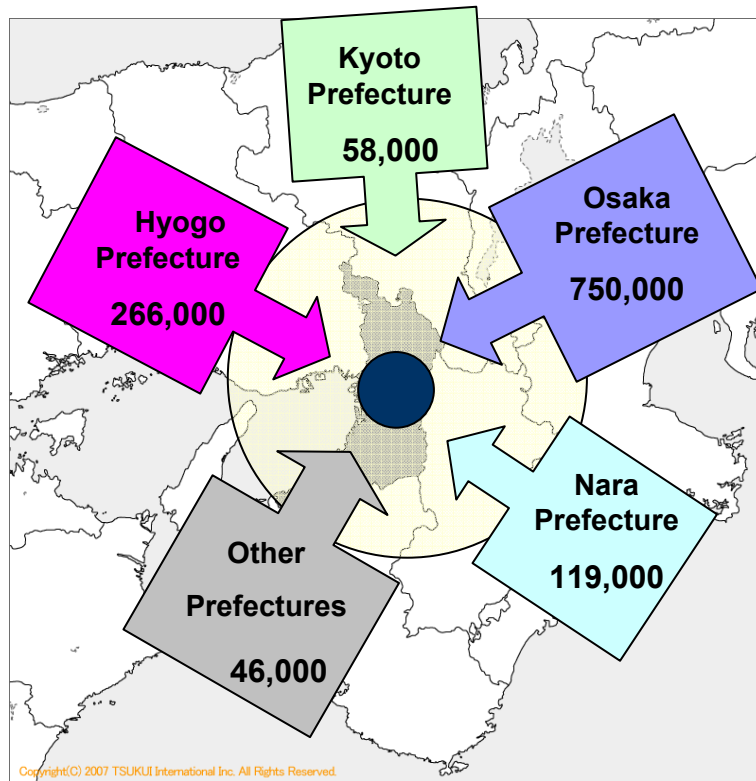 Kyoto
Prefecture
58,000
Hyogo
Prefecture
266,000
Osaka
Prefecture
750,000
Nara
Prefecture
119,000
Other
Prefectures
46,000
Copyright(C) 2007 TSUKUI International Inc. All Rights Reserved.